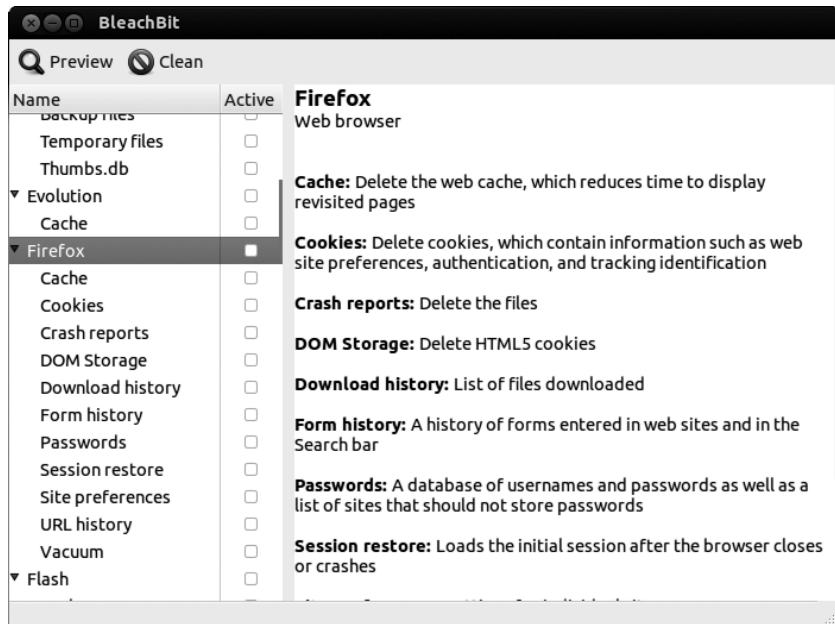 BleachBit
Preview Clean
Name Active
Backup files
Temporary files
Thumbs.db
Evolution
Cache
Firefox
Cache
Cookies
Crash reports
DOM Storage
Download history
Form history
Passwords
Session restore
Site preferences
URL history
Vacuum
Flash
Firefox
Web browser
Cache: Delete the web cache, which reduces time to display
revisited pages
Cookies: Delete cookies, which contain information such as web
site preferences, authentication, and tracking identification
Crash reports: Delete the files
DOM Storage: Delete HTML5 cookies
Download history: List of files downloaded
Form history: A history of forms entered in web sites and in the
Search bar
Passwords: A database of usernames and passwords as well as a
list of sites that should not store passwords
Session restore: Loads the initial session after the browser closes
or crashes